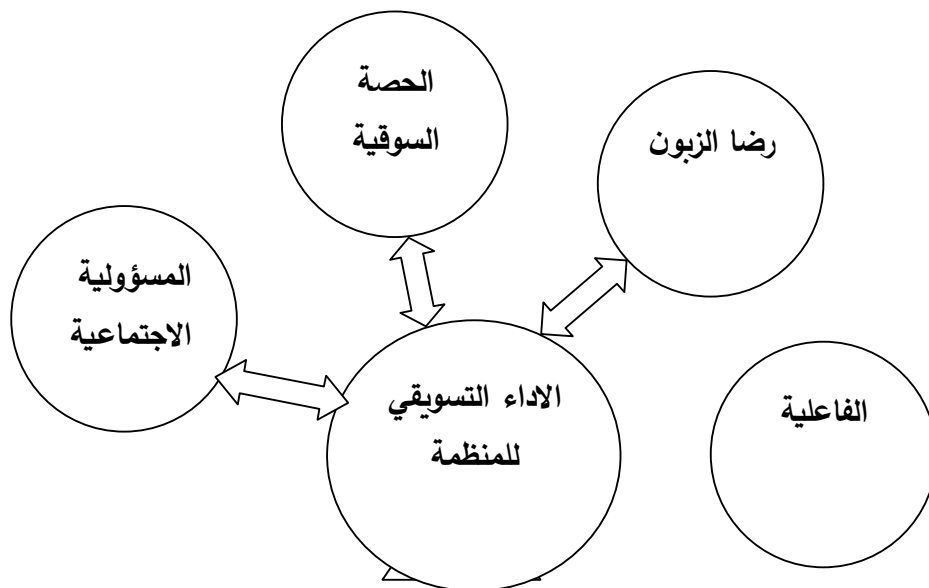 الحصة
السوقية
رضا الزبون
المسؤولية
الاجتماعية
الاداء التسويقي
للمنظمة
الفاعلية